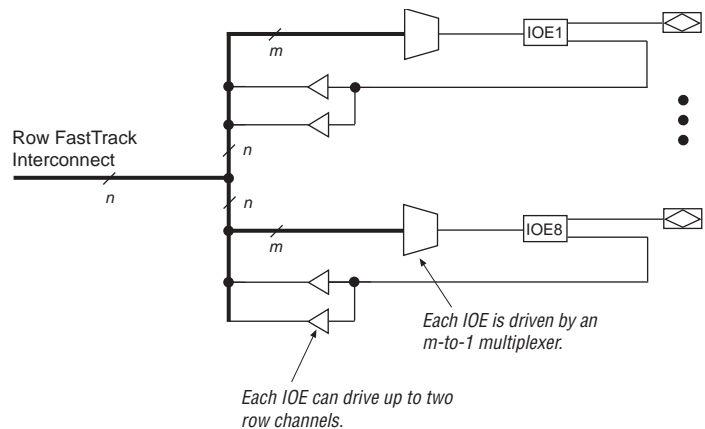 m
IOE1
n
Row FastTrack
Interconnect
n
n
m
IOE8
Each IOE is driven by an
m-to-1 multiplexer.
Each IOE can drive up to two
row channels.